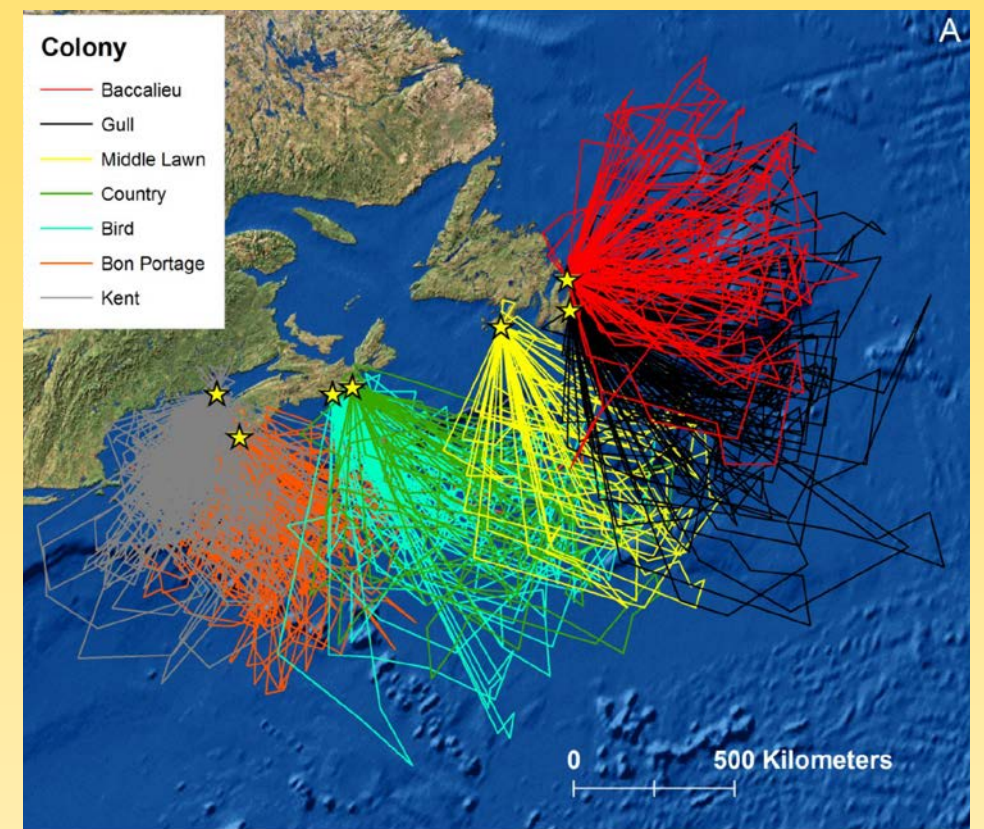 A
Colony
Baccalieu
Gull
Middle Lawn
Country
Bird
Bon Portage
Kent
0 500 Kilometers